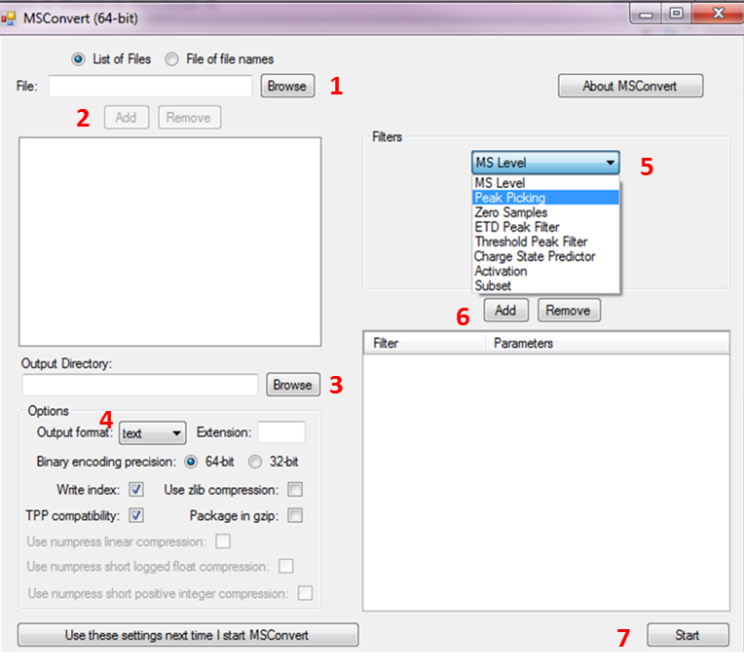 MSConvert (64-bit)
List of Files File of file names
File: Browse 1 About MSConvert
2 Add Remove
Filters
MS Level 5
MS Level
Peak Picking
Zero Samples
ETD Peak Filter
Threshold Peak Filter
Charge State Predictor
Activation
Subset
6 Add Remove
Filter Parameters
Output Directory:
Browse 3
Options
4
Output format: text Extension:
Binary encoding precision: 64-bit 32-bit
Write index: Use zlib compression:
TPP compatibility: Package in gzip:
Use numpress linear compression:
Use numpress short logged float compression:
Use numpress short positive integer compression:
Use these settings next time I start MSConvert 7 Start